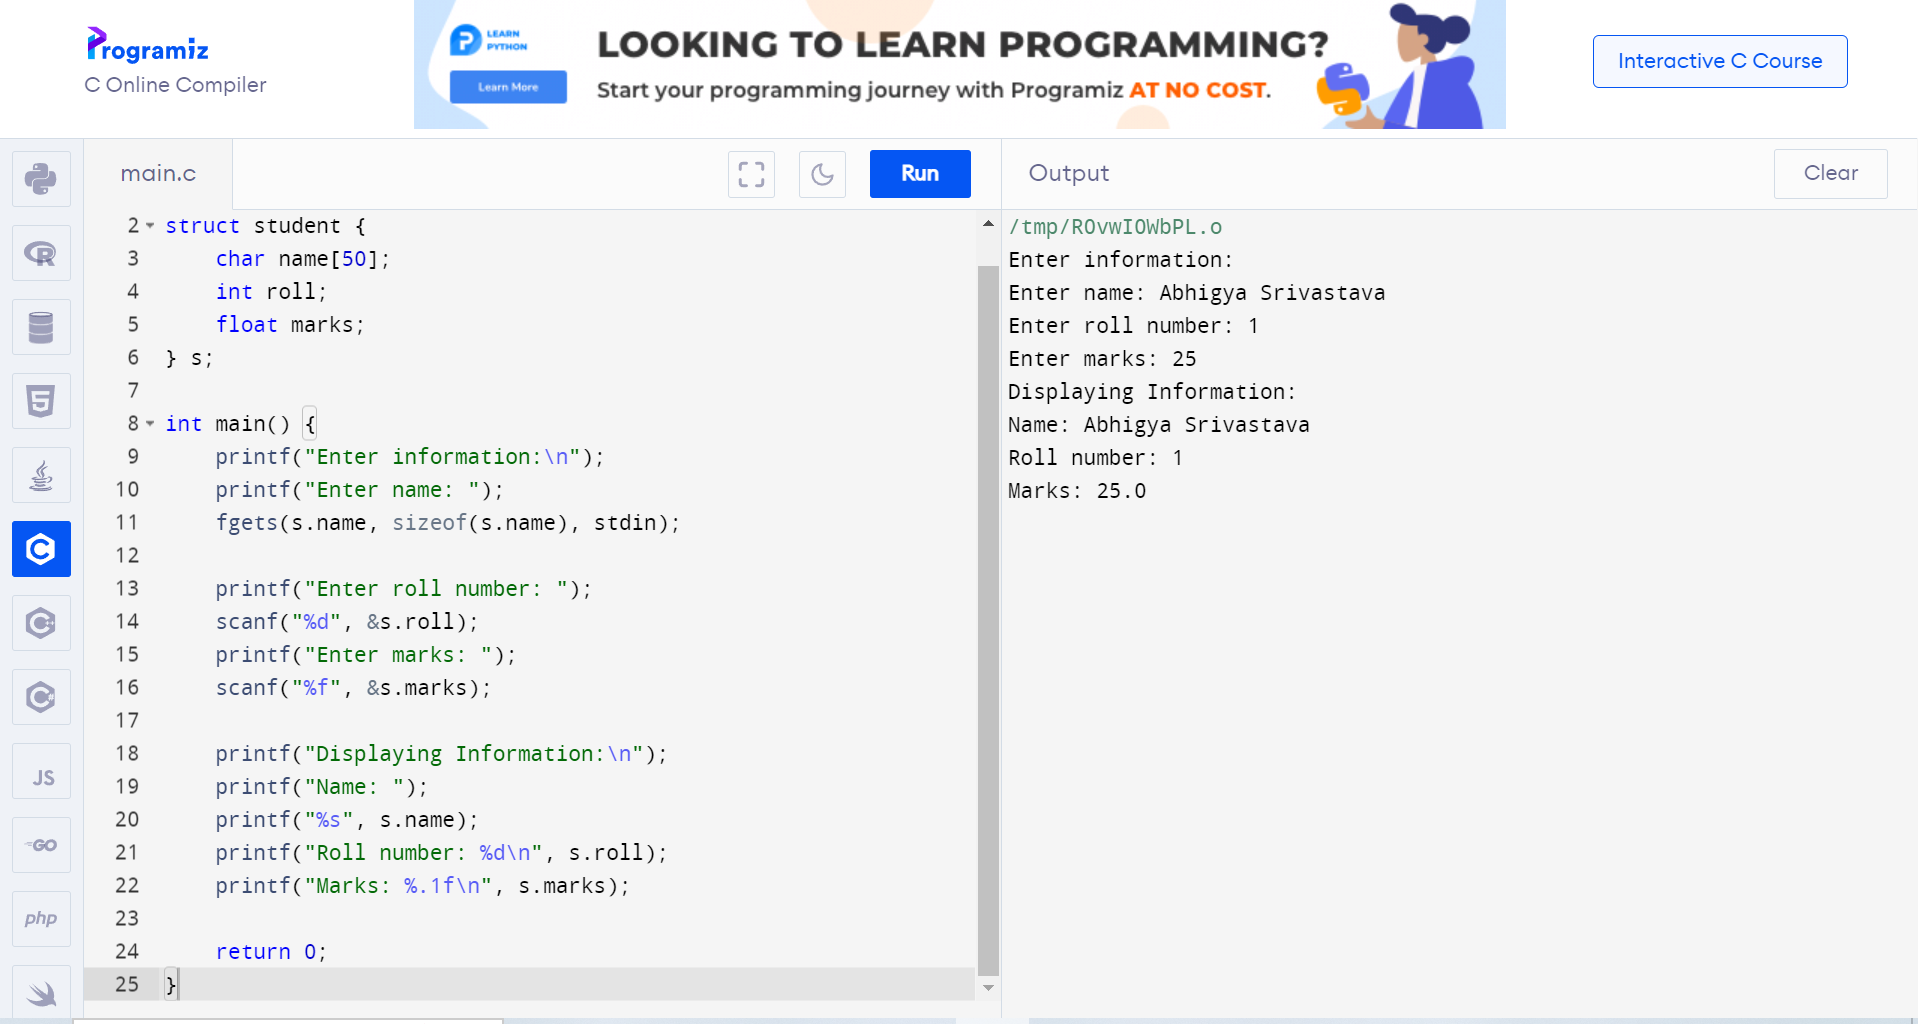 Programiz
C Online Compiler
LEARN
PYTHON
Learn More
LOOKING TO LEARN PROGRAMMING?
Start your programming journey with Programiz AT NO COST.
Interactive C Course
main.c
Run
Output
Clear
2 struct student {
3     char name[50];
4     int roll;
5     float marks;
6 } s;
7
8 int main() {
9     printf("Enter information:\n");
10     printf("Enter name: ");
11     fgets(s.name, sizeof(s.name), stdin);
12
13     printf("Enter roll number: ");
14     scanf("%d", &s.roll);
15     printf("Enter marks: ");
16     scanf("%f", &s.marks);
17
18     printf("Displaying Information:\n");
19     printf("Name: ");
20     printf("%s", s.name);
21     printf("Roll number: %d\n", s.roll);
22     printf("Marks: %.1f\n", s.marks);
23
24     return 0;
25 }
/tmp/ROvwIOWbPL.o
Enter information:
Enter name: Abhigya Srivastava
Enter roll number: 1
Enter marks: 25
Displaying Information:
Name: Abhigya Srivastava
Roll number: 1
Marks: 25.0
R
5
C
C
C#
JS
GO
php